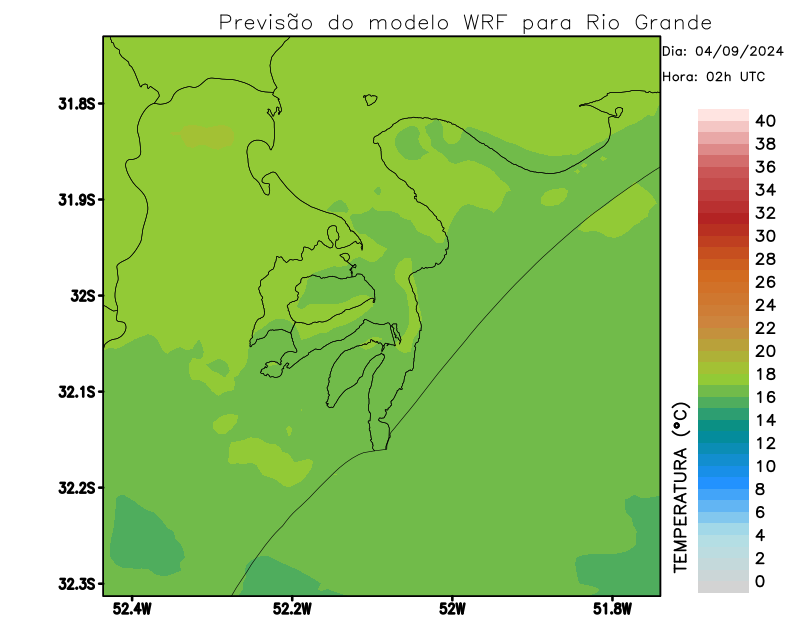 Previsão do modelo WRF para Rio Grande
Dia: 04/09/2024
Hora: 02h UTC
31.8S
31.9S
32S
32.1S
32.2S
32.3S
52.4W
52.2W
52W
51.8W
TEMPERATURA (°C)
40
38
36
34
32
30
28
26
24
22
20
18
16
14
12
10
8
6
4
2
0